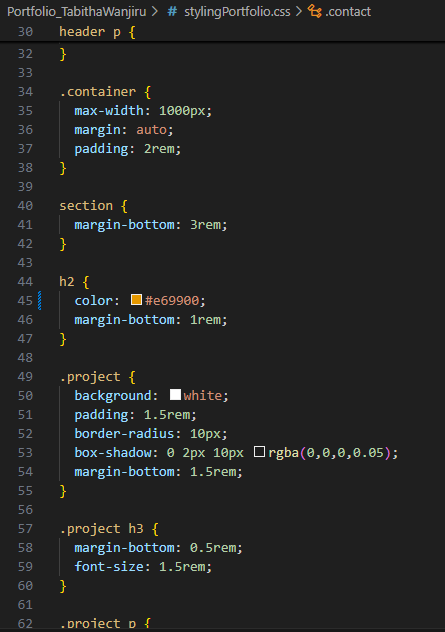 Portfolio_TabithaWanjiru > # stylingPortfolio.css > .contact
30 header p {
32 }
33
34 .container {
35 max-width: 1000px;
36 margin: auto;
37 padding: 2rem;
38 }
39
40 section {
41 margin-bottom: 3rem;
42 }
43
44 h2 {
45 color: #e69900;
46 margin-bottom: 1rem;
47 }
48
49 .project {
50 background: white;
51 padding: 1.5rem;
52 border-radius: 10px;
53 box-shadow: 0 2px 10px rgba(0,0,0,0.05);
54 margin-bottom: 1.5rem;
55 }
56
57 .project h3 {
58 margin-bottom: 0.5rem;
59 font-size: 1.5rem;
60 }
61
62 .project p {